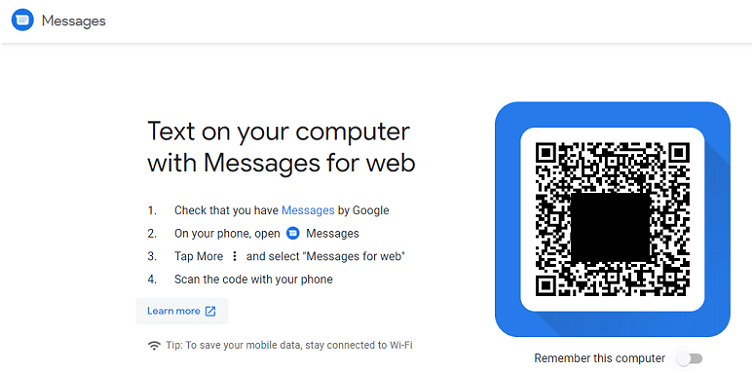 Messages
Text on your computer
with Messages for web
1. Check that you have Messages by Google
2. On your phone, open Messages
3. Tap More and select "Messages for web"
4. Scan the code with your phone
Learn more
Tip: To save your mobile data, stay connected to Wi-Fi
Remember this computer